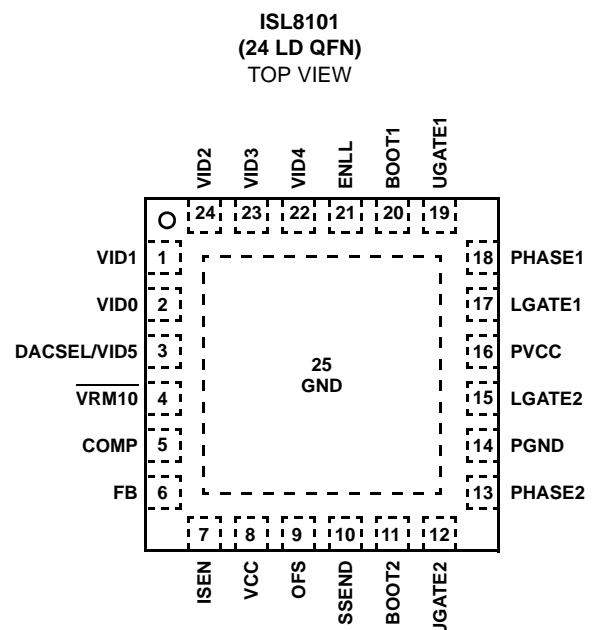 ISL8101
(24 LD QFN)
TOP VIEW
VID2
VID3
VID4
ENLL
BOOT1
UGATE1
24 23 22 21 20 19
VID1 1
VID0 2
DACSEL/VID5 3
VRM10 4
COMP 5
FB 6
25
GND
18 PHASE1
17 LGATE1
16 PVCC
15 LGATE2
14 PGND
13 PHASE2
7 8 9 10 11 12
ISEN
VCC
OFS
SSEND
BOOT2
UGATE2